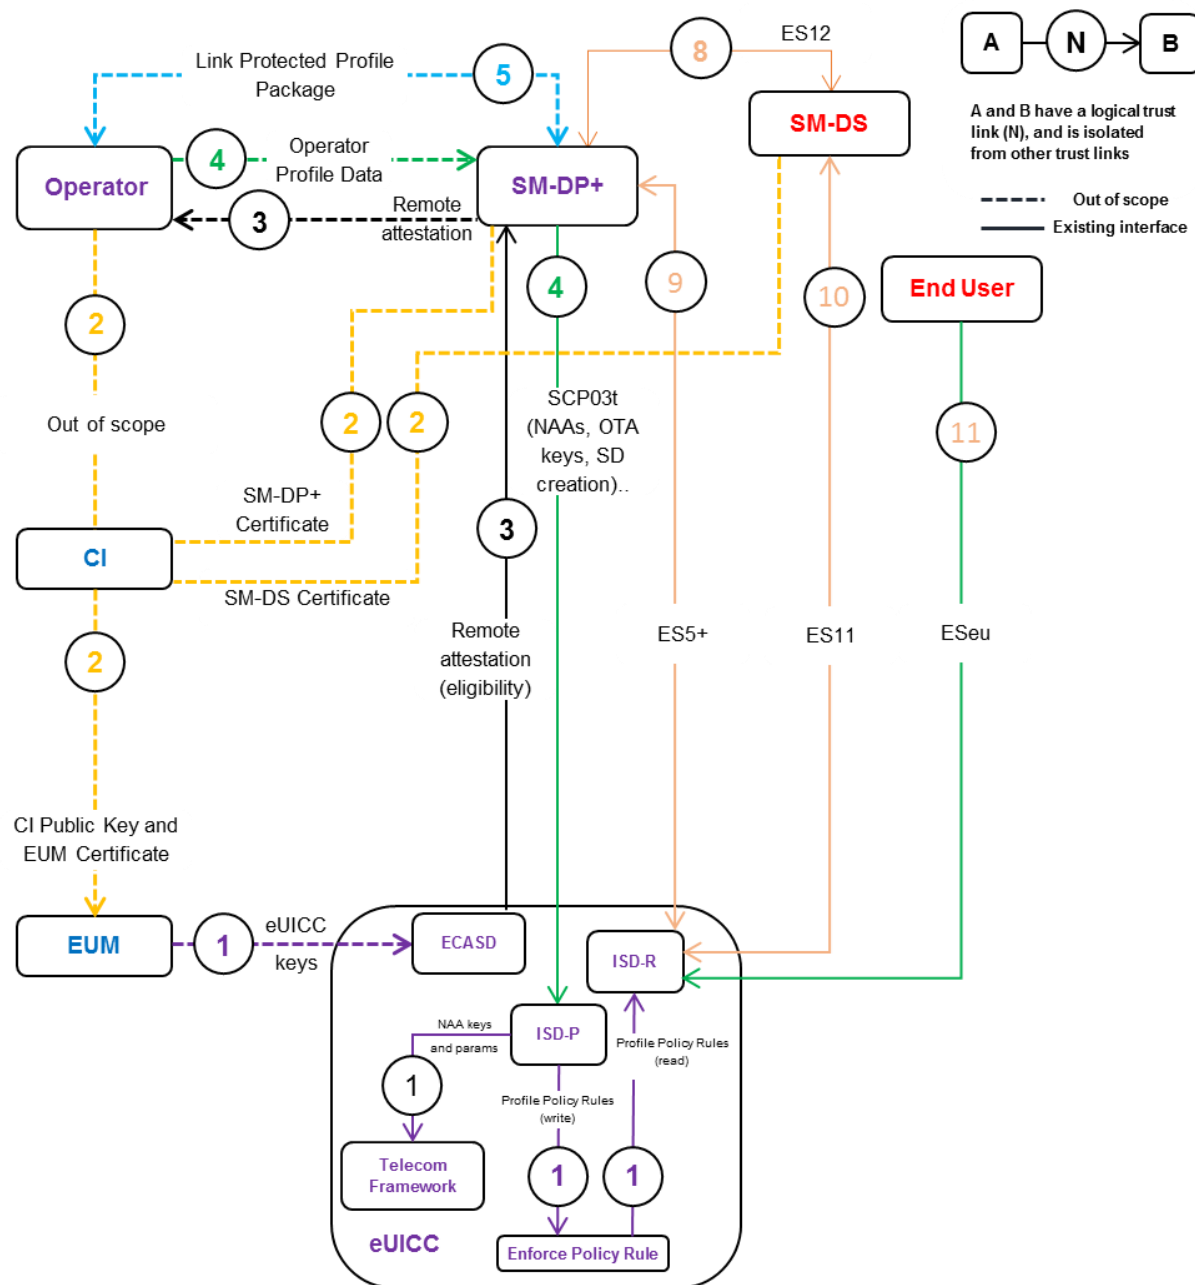 8
ES12
A
N
B
Link Protected Profile
Package
5
SM-DS
A and B have a logical trust
link (N), and is isolated
from other trust links
Operator
4
Operator
Profile Data
SM-DP+
Out of scope
Existing interface
3
Remote
attestation
End User
2
4
9
10
SCP03t
(NAAs, OTA
keys, SD
creation)..
Out of scope
2
2
11
SM-DP+
Certificate
3
CI
SM-DS Certificate
2
Remote
attestation
(eligibility)
ES5+
ES11
ESeu
CI Public Key and
EUM Certificate
EUM
1
eUICC
keys
ECASD
ISD-R
NAA keys
and params
ISD-P
Profile Policy Rules
(read)
1
Profile Policy Rules
(write)
Telecom
Framework
1
1
eUICC
Enforce Policy Rule